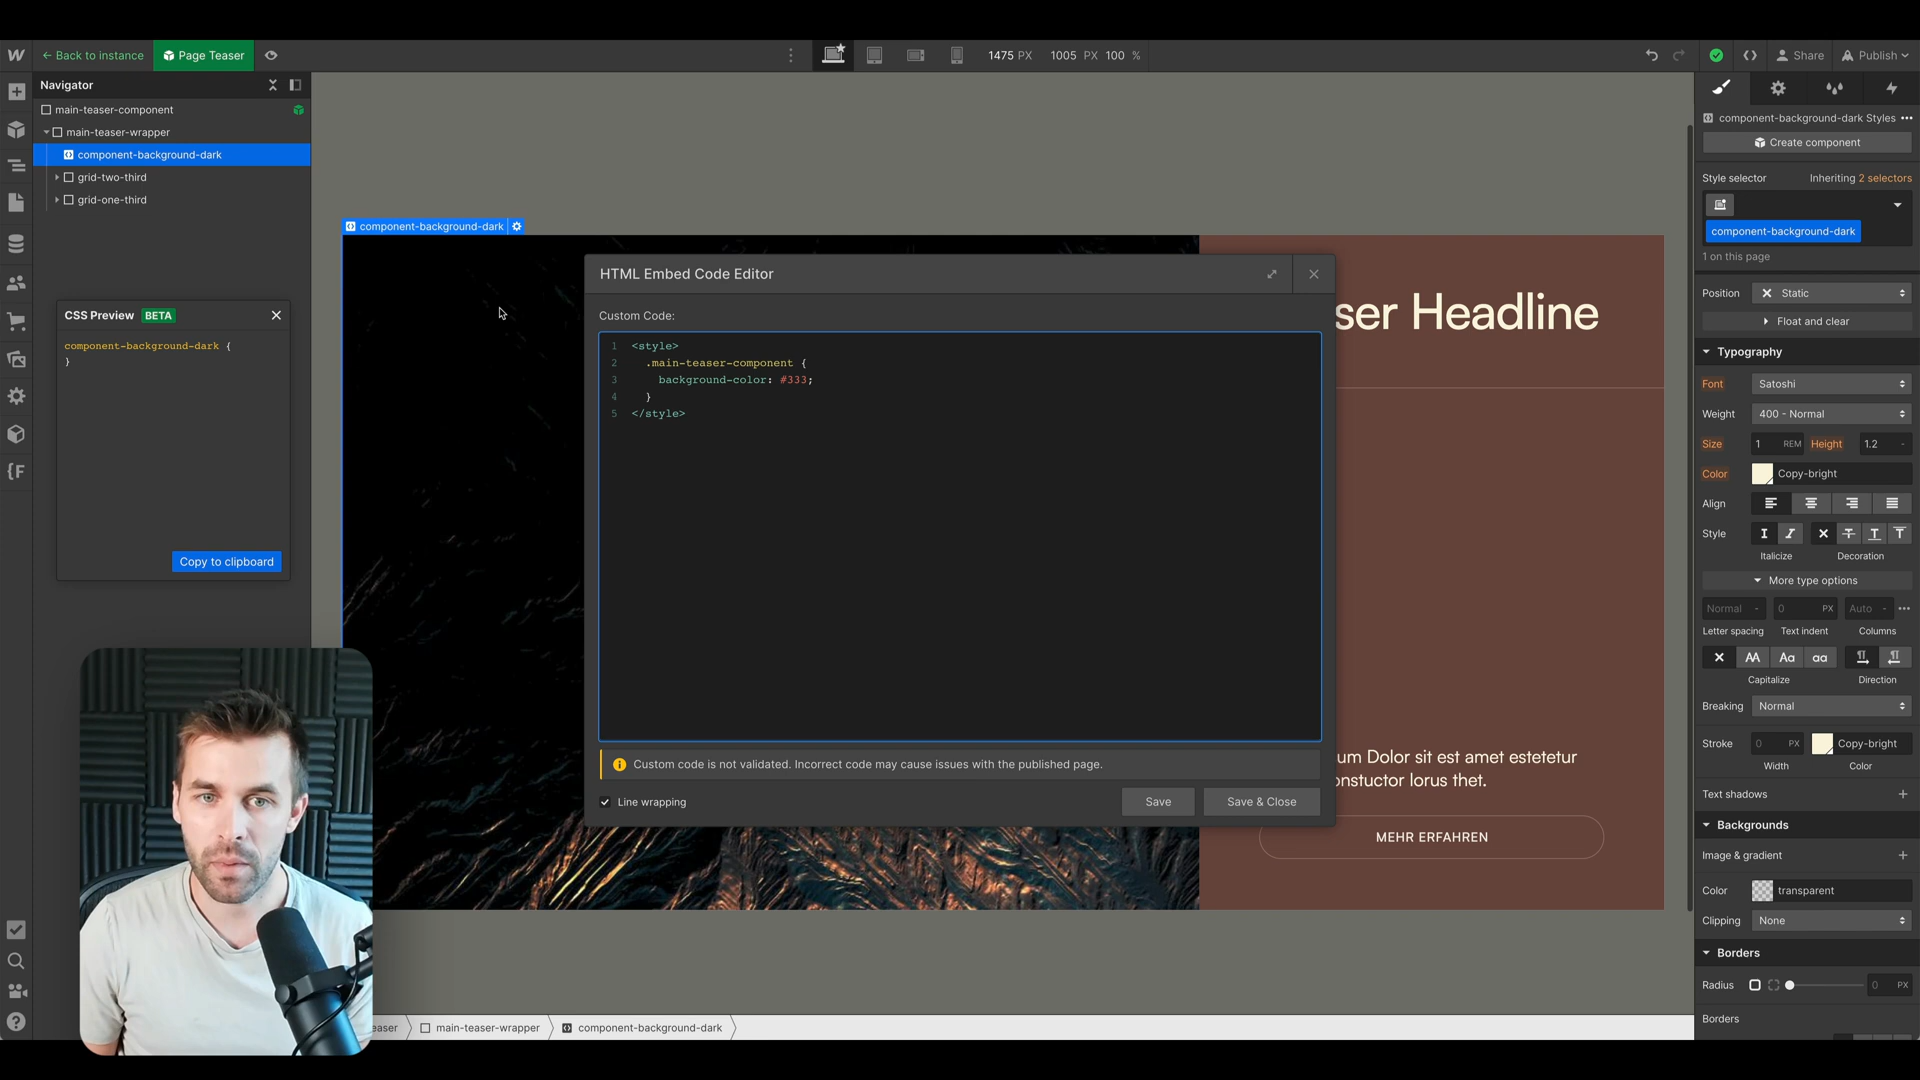 Back to instance
Page Teaser
1475 PX 1005 PX 100 %
Share
Publish
Navigator
main-teaser-component
main-teaser-wrapper
component-background-dark
grid-two-third
grid-one-third
CSS Preview BETA
component-background-dark {
}
Copy to clipboard
component-background-dark
HTML Embed Code Editor
Custom Code:
1 <style>
2 .main-teaser-component {
3 background-color: #333;
4 }
5 </style>
Custom code is not validated. Incorrect code may cause issues with the published page.
Line wrapping
Save
Save & Close
ser Headline
um Dolor sit est amet estetetur
onstuctor lorus thet.
MEHR ERFAHREN
easer
main-teaser-wrapper
component-background-dark
component-background-dark Styles
Create component
Style selector
Inheriting 2 selectors
component-background-dark
1 on this page
Position
Static
Float and clear
Typography
Font
Satoshi
Weight
400 - Normal
Size 1 REM Height 1.2 -
Color
Copy-bright
Align
Style
Italicize
Decoration
More type options
Normal - 0 PX Auto -
Letter spacing Text indent Columns
AA Aa aa
Capitalize Direction
Breaking
Normal
Stroke 0 PX Copy-bright
Width Color
Text shadows
Backgrounds
Image & gradient
Color transparent
Clipping None
Borders
Radius 0 PX
Borders